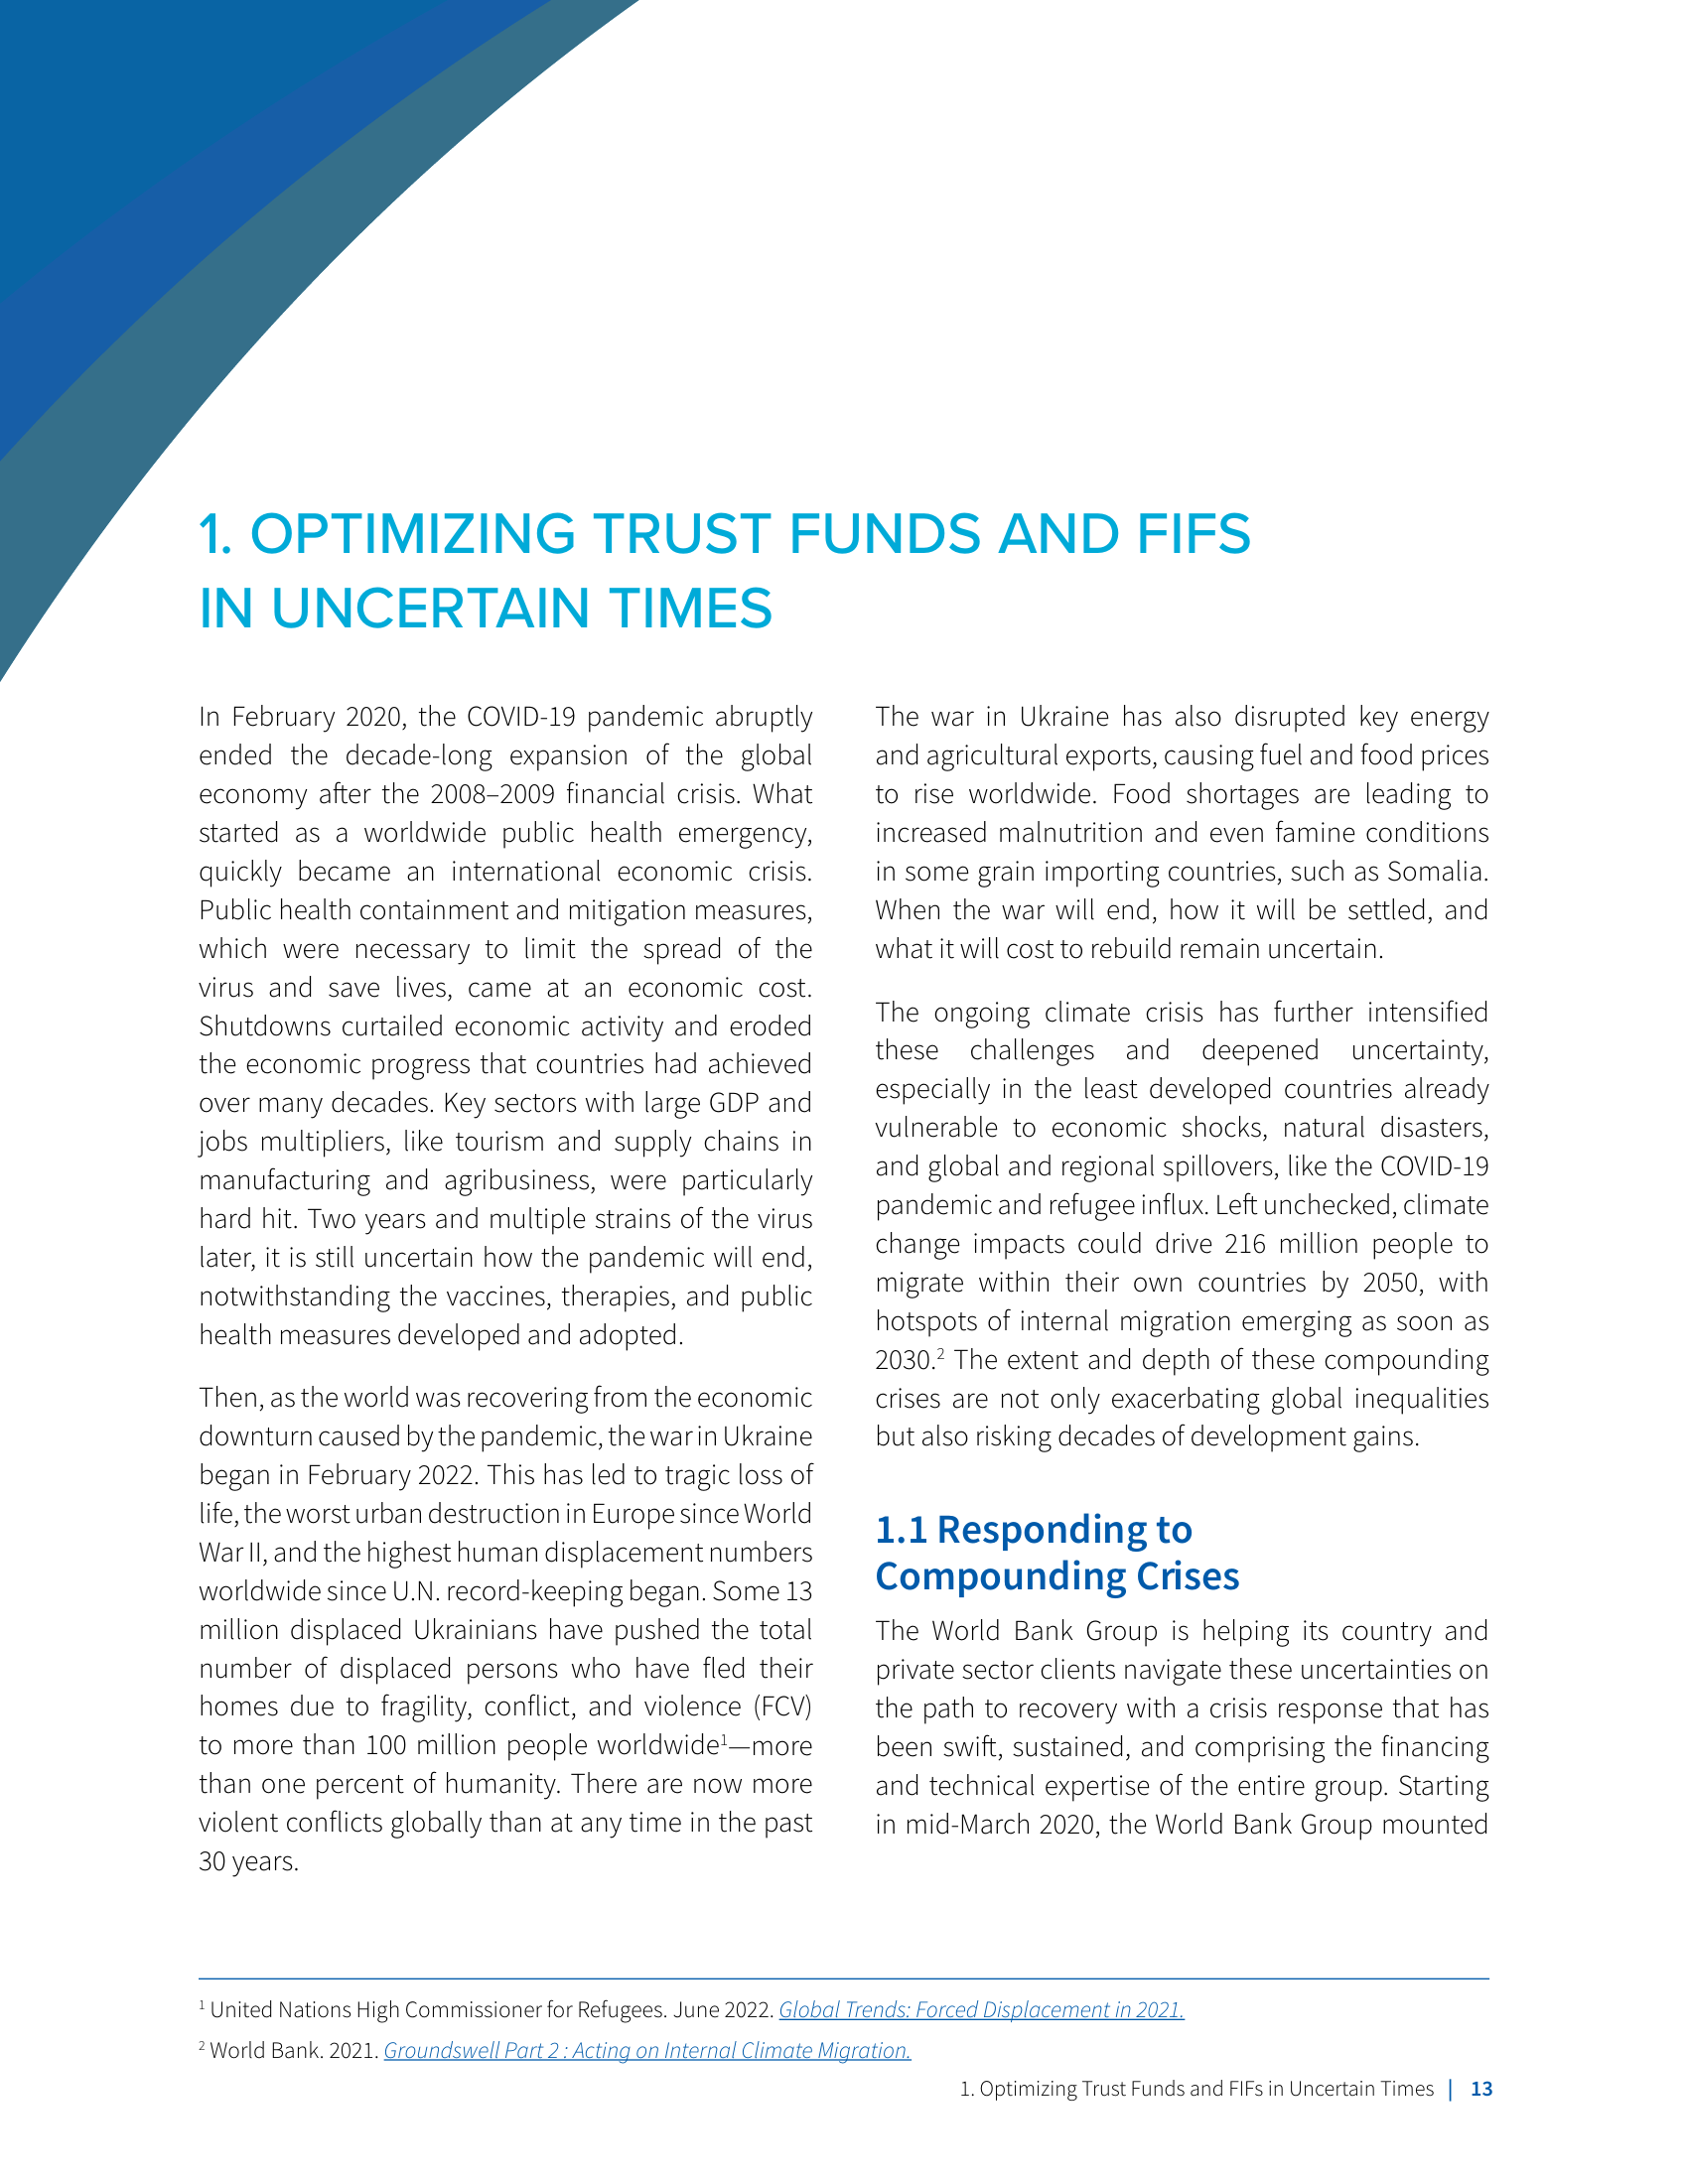 1. OPTIMIZING TRUST FUNDS AND FIFS
IN UNCERTAIN TIMES
In February 2020, the COVID-19 pandemic abruptly
ended the decade-long expansion of the global
economy after the 2008–2009 financial crisis. What
started as a worldwide public health emergency,
quickly became an international economic crisis.
Public health containment and mitigation measures,
which were necessary to limit the spread of the
virus and save lives, came at an economic cost.
Shutdowns curtailed economic activity and eroded
the economic progress that countries had achieved
over many decades. Key sectors with large GDP and
jobs multipliers, like tourism and supply chains in
manufacturing and agribusiness, were particularly
hard hit. Two years and multiple strains of the virus
later, it is still uncertain how the pandemic will end,
notwithstanding the vaccines, therapies, and public
health measures developed and adopted.
Then, as the world was recovering from the economic
downturn caused by the pandemic, the war in Ukraine
began in February 2022. This has led to tragic loss of
life, the worst urban destruction in Europe since World
War II, and the highest human displacement numbers
worldwide since U.N. record-keeping began. Some 13
million displaced Ukrainians have pushed the total
number of displaced persons who have fled their
homes due to fragility, conflict, and violence (FCV)
to more than 100 million people worldwide¹—more
than one percent of humanity. There are now more
violent conflicts globally than at any time in the past
30 years.
The war in Ukraine has also disrupted key energy
and agricultural exports, causing fuel and food prices
to rise worldwide. Food shortages are leading to
increased malnutrition and even famine conditions
in some grain importing countries, such as Somalia.
When the war will end, how it will be settled, and
what it will cost to rebuild remain uncertain.
The ongoing climate crisis has further intensified
these challenges and deepened uncertainty,
especially in the least developed countries already
vulnerable to economic shocks, natural disasters,
and global and regional spillovers, like the COVID-19
pandemic and refugee influx. Left unchecked, climate
change impacts could drive 216 million people to
migrate within their own countries by 2050, with
hotspots of internal migration emerging as soon as
2030.² The extent and depth of these compounding
crises are not only exacerbating global inequalities
but also risking decades of development gains.
1.1 Responding to
Compounding Crises
The World Bank Group is helping its country and
private sector clients navigate these uncertainties on
the path to recovery with a crisis response that has
been swift, sustained, and comprising the financing
and technical expertise of the entire group. Starting
in mid-March 2020, the World Bank Group mounted
¹ United Nations High Commissioner for Refugees. June 2022. Global Trends: Forced Displacement in 2021.
² World Bank. 2021. Groundswell Part 2 : Acting on Internal Climate Migration.
1. Optimizing Trust Funds and FIFs in Uncertain Times | 13